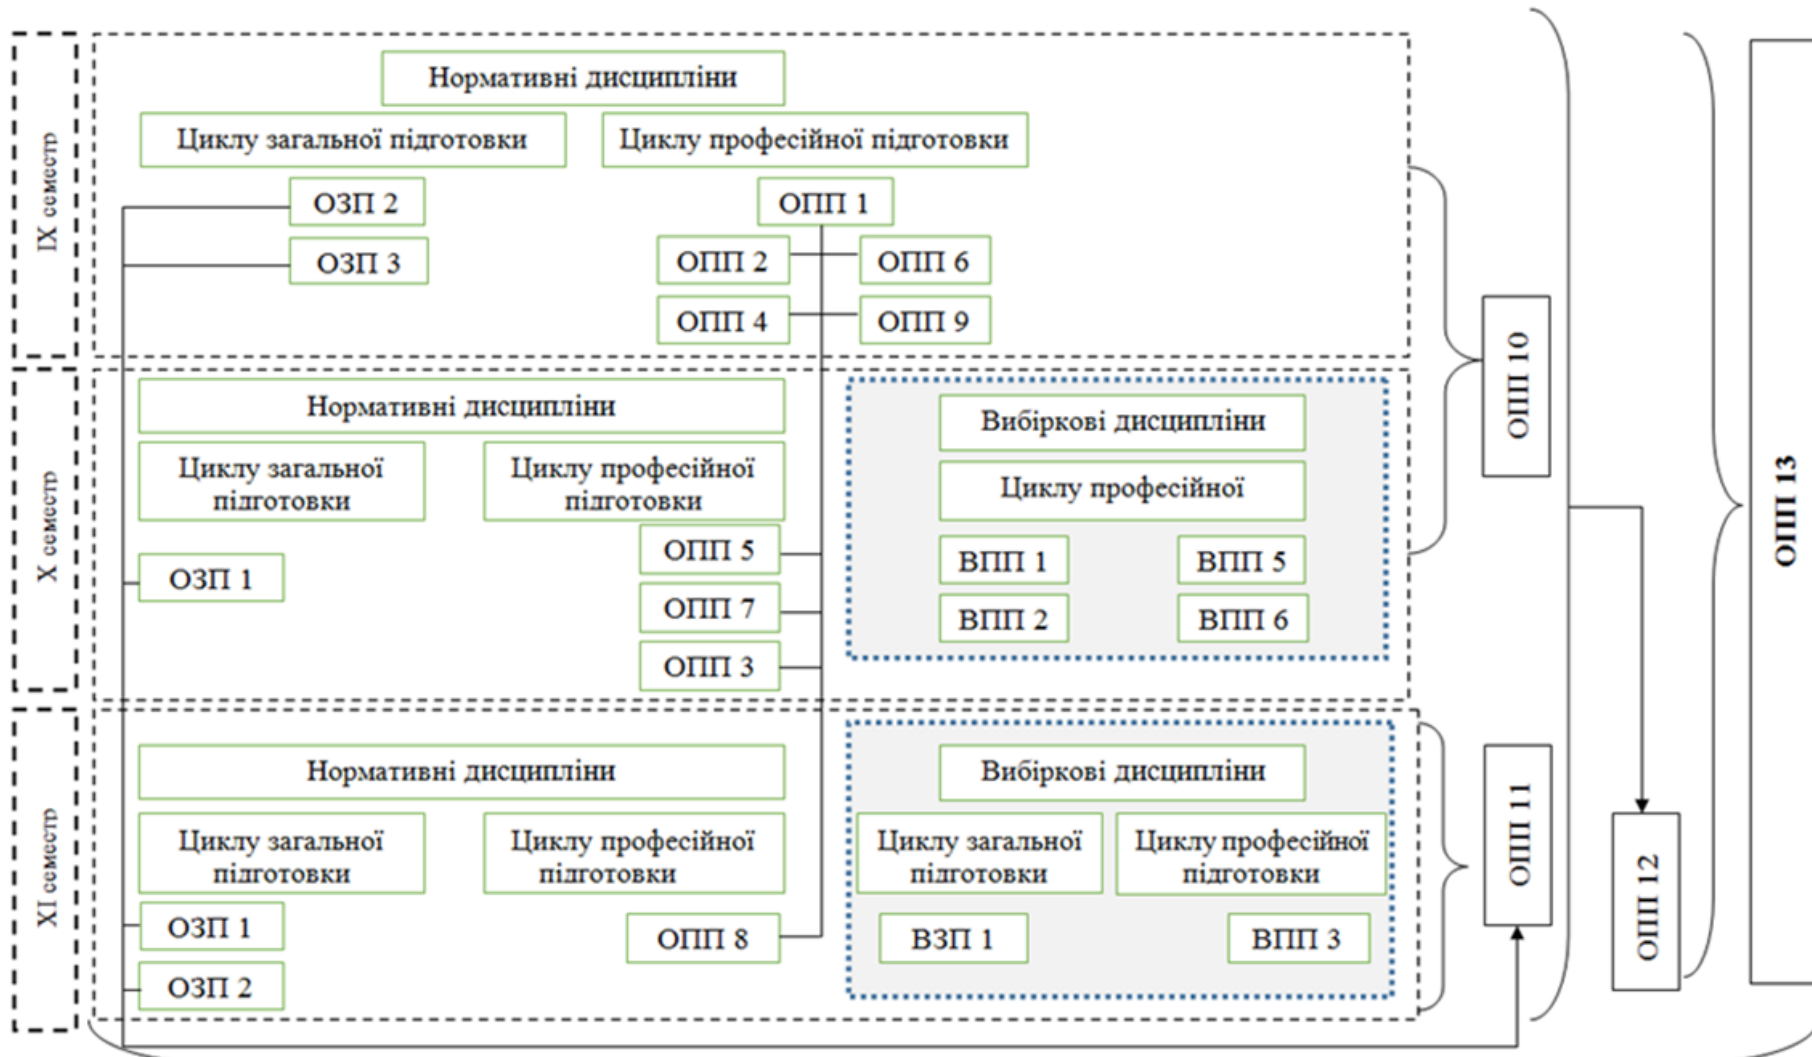 IX семестр
Нормативні дисципліни
Циклу загальної підготовки
Циклу професійної підготовки
ОЗП 2
ОПП 1
ОЗП 3
ОПП 2
ОПП 6
ОПП 4
ОПП 9
X семестр
Нормативні дисципліни
Циклу загальної
підготовки
Циклу професійної
підготовки
ОПП 5
ОЗП 1
ОПП 7
ОПП 3
Вибіркові дисципліни
Циклу професійної
ВПП 1
ВПП 5
ВПП 2
ВПП 6
XI семестр
Нормативні дисципліни
Циклу загальної
підготовки
Циклу професійної
підготовки
ОЗП 1
ОПП 8
ОЗП 2
Вибіркові дисципліни
Циклу загальної
підготовки
Циклу професійної
підготовки
ВЗП 1
ВПП 3
ОПП 10
ОПП 11
ОПП 12
ОПП 13